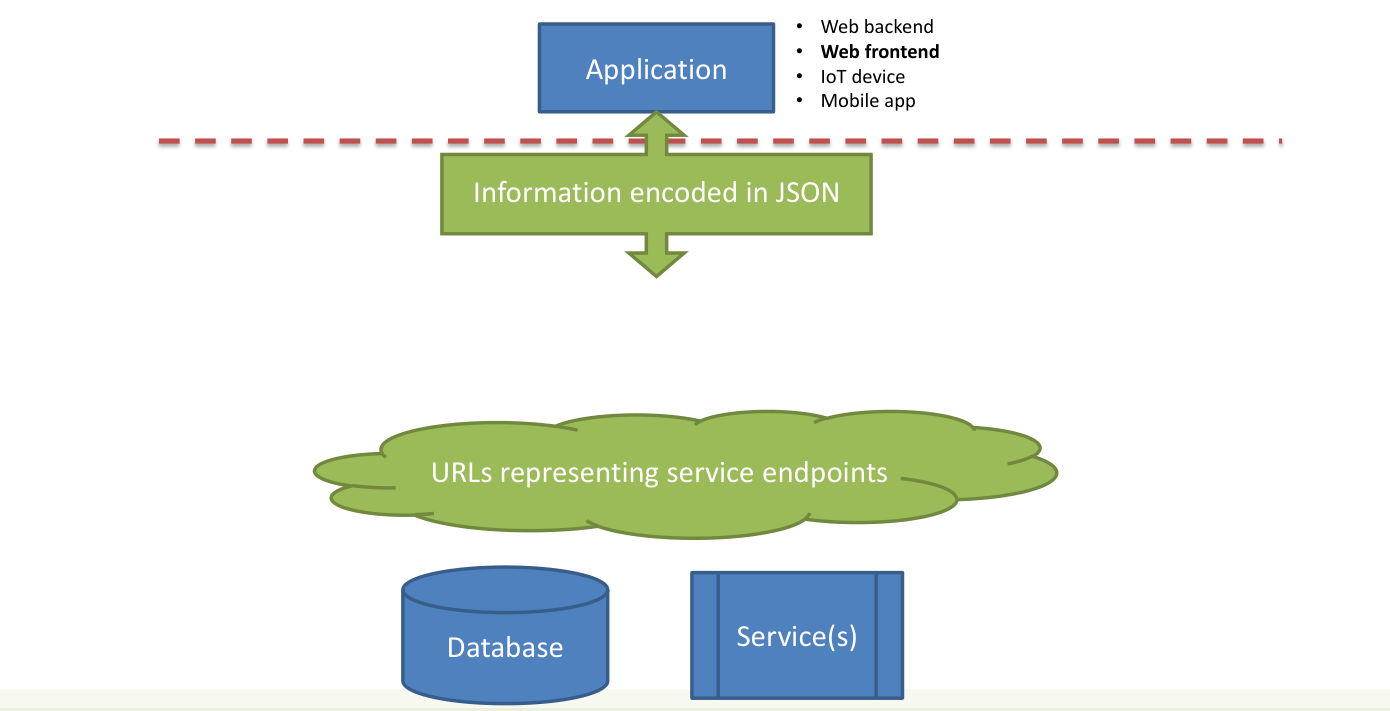 Application
• Web backend
• Web frontend
• IoT device
• Mobile app
Information encoded in JSON
URLs representing service endpoints
Database
Service(s)